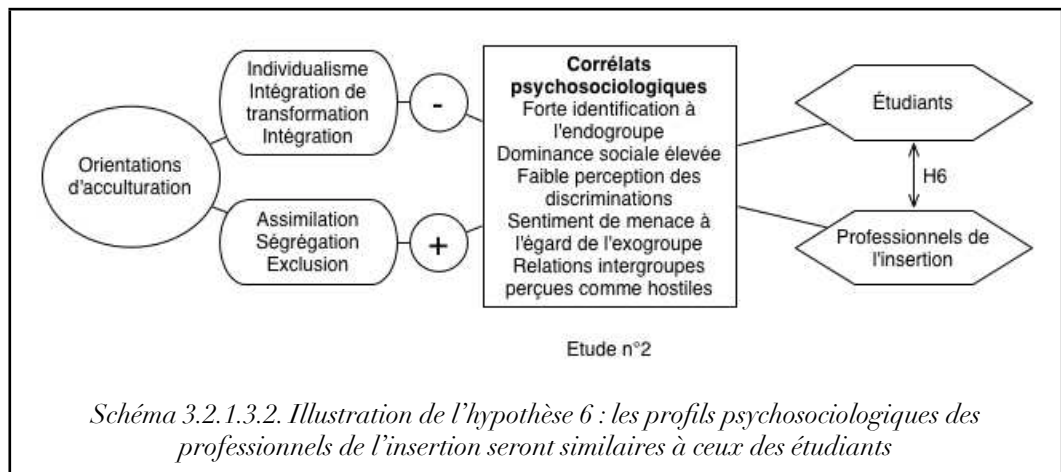 Orientations
d'acculturation
Individualisme
Intégration de
transformation
Intégration
-
Assimilation
Ségrégation
Exclusion
+
Corrélats
psychosociologiques
Forte identification à
l'endogroupe
Dominance sociale élevée
Faible perception des
discriminations
Sentiment de menace à
l'égard de l'exogroupe
Relations intergroupes
perçues comme hostiles
Étudiants
H6
Professionnels de
l'insertion
Etude n°2
Schéma 3.2.1.3.2. Illustration de l'hypothèse 6 : les profils psychosociologiques des
professionnels de l'insertion seront similaires à ceux des étudiants